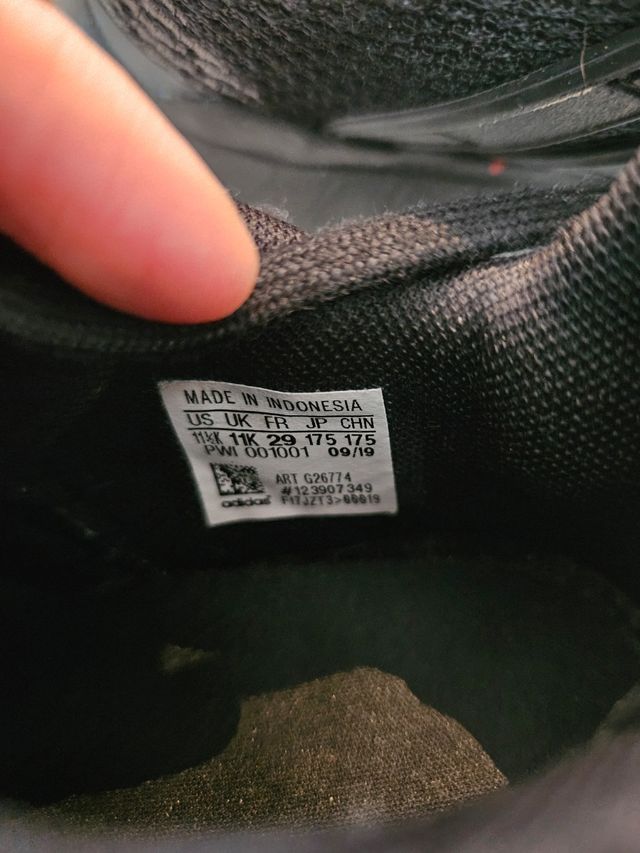 MADE IN INDONESIA
US UK FR JP CHN
11½K 11K 29 175 175
PWI 001001 09/19
ART G26774
#123907349
adidas